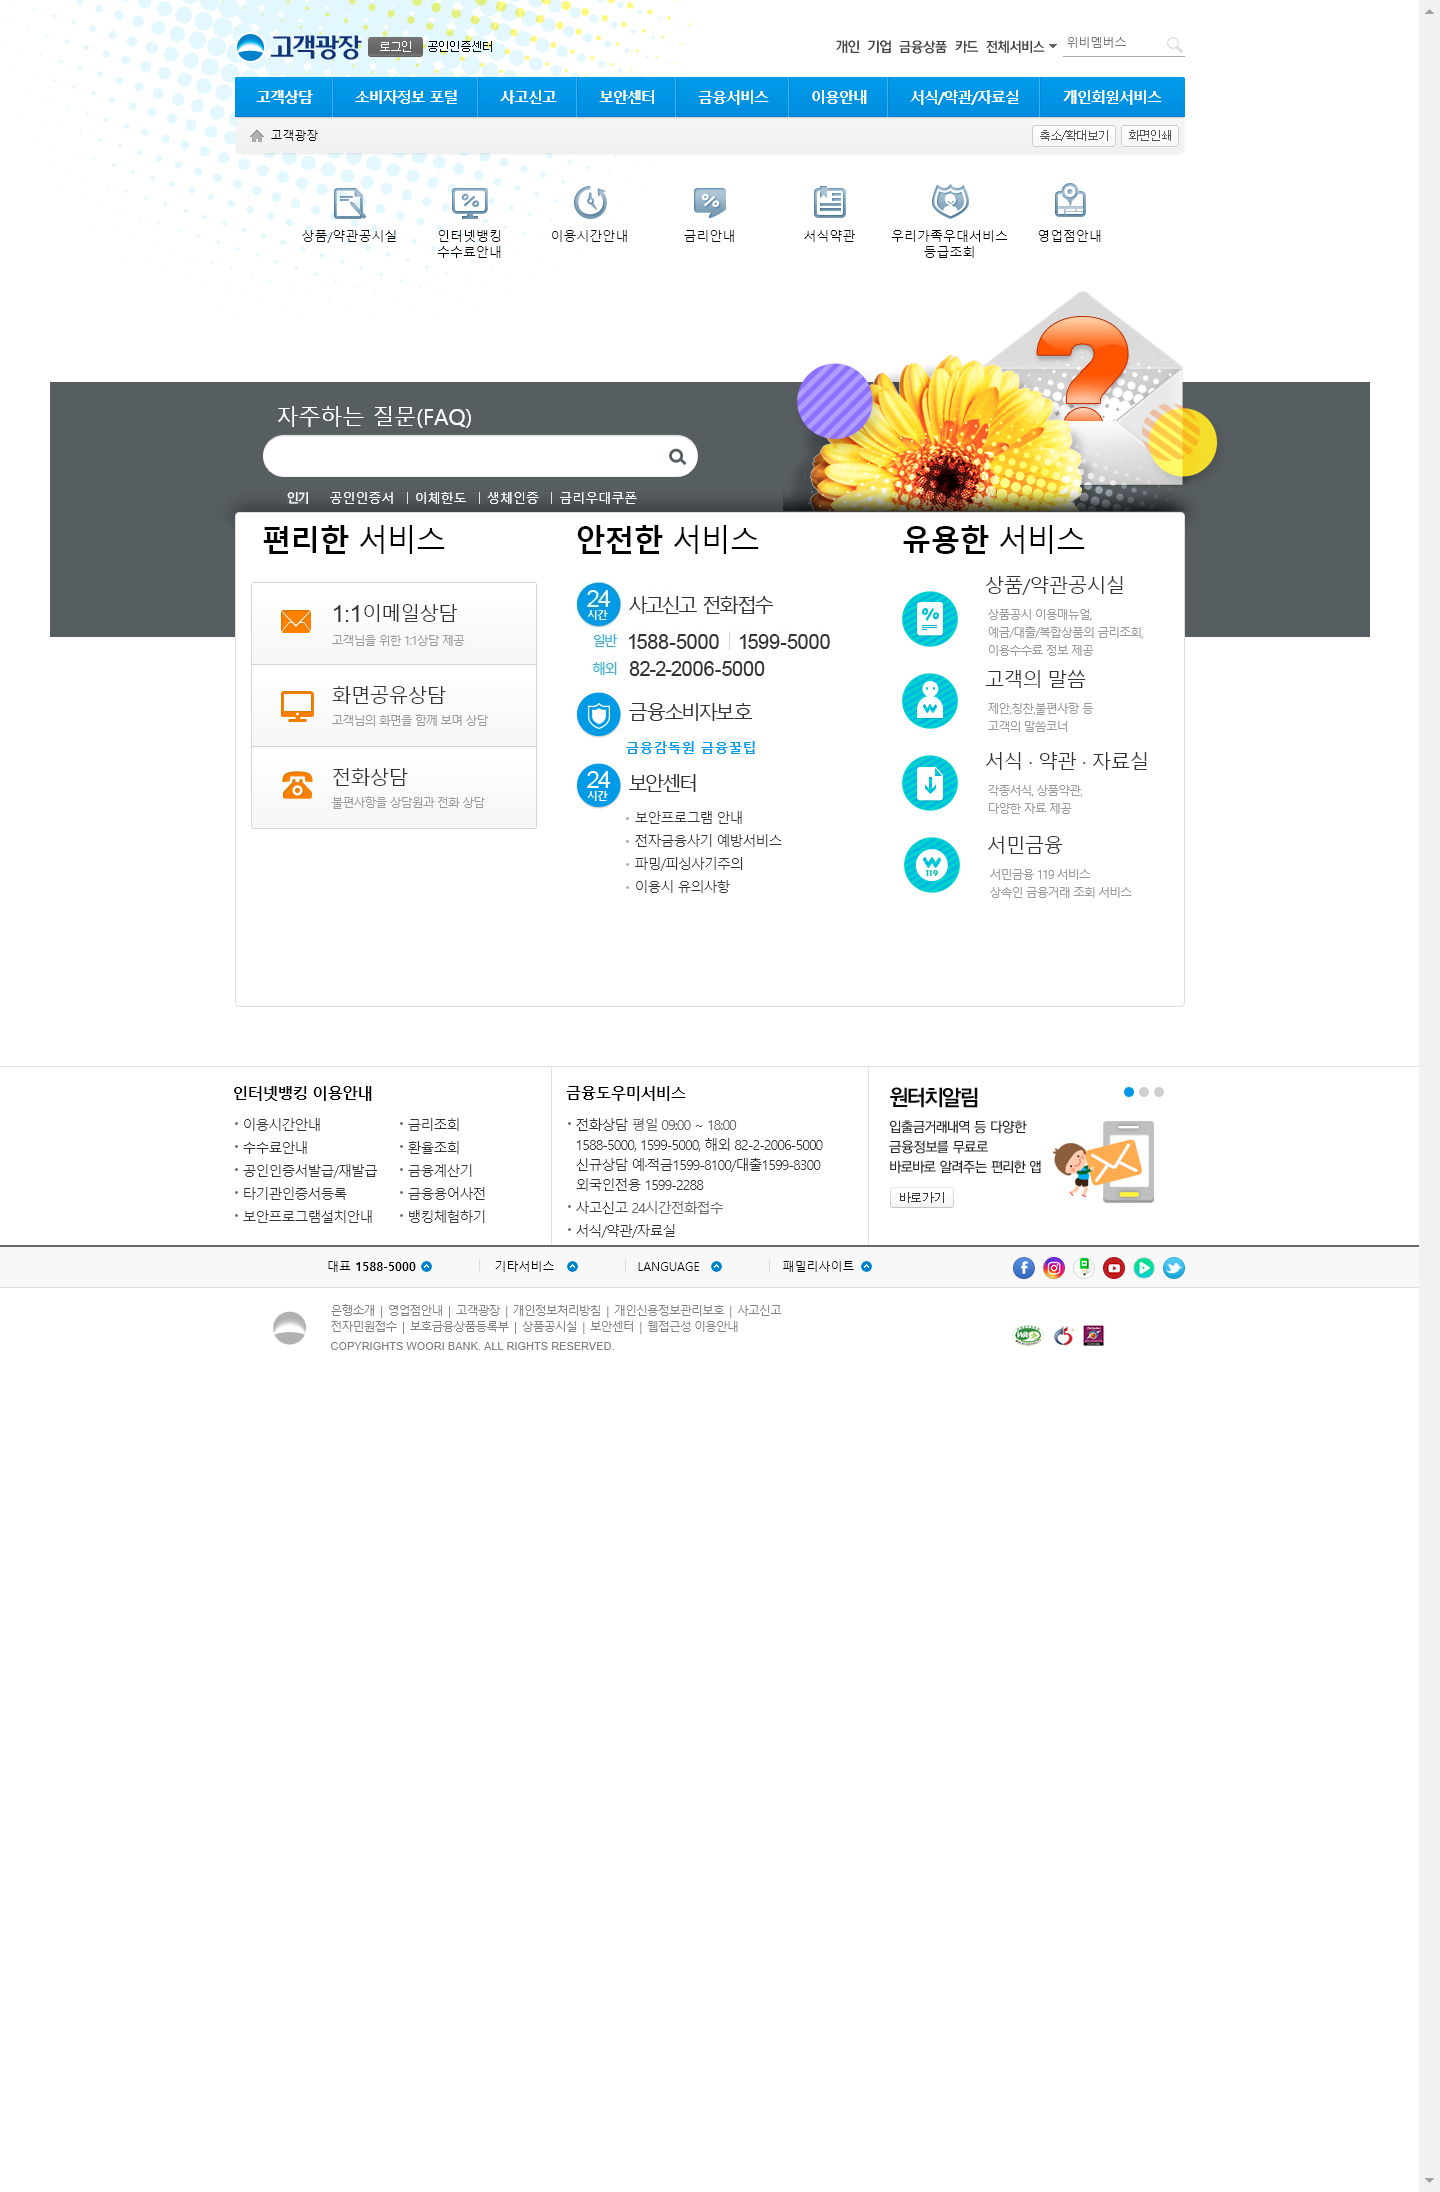 고객광장 로그인 공인인증센터
개인 기업 금융상품 카드 전체서비스 위비멤버스
고객상담 소비자정보 포털 사고신고 보안센터 금융서비스 이용안내 서식/약관/자료실 개인회원서비스
고객광장 축소/확대보기 화면인쇄
상품/약관공시실
인터넷뱅킹
수수료안내
이용시간안내
금리안내
서식약관
우리가족우대서비스
등급조회
영업점안내
자주하는 질문(FAQ)
인기 공인인증서 | 이체한도 | 생체인증 | 금리우대쿠폰
편리한 서비스
1:1이메일상담
고객님을 위한 1:1상담 제공
화면공유상담
고객님의 화면을 함께 보며 상담
전화상담
불편사항을 상담원과 전화 상담
안전한 서비스
24
시간
사고신고 전화접수
일반 1588-5000 | 1599-5000
해외 82-2-2006-5000
금융소비자보호
금융감독원 금융꿀팁
24
시간
보안센터
보안프로그램 안내
전자금융사기 예방서비스
파밍/피싱사기주의
이용시 유의사항
유용한 서비스
상품/약관공시실
상품공시 이용매뉴얼,
예금/대출/복합상품의 금리조회,
이용수수료 정보 제공
고객의 말씀
제안,칭찬,불편사항 등
고객의 말씀코너
서식 · 약관 · 자료실
각종서식, 상품약관,
다양한 자료 제공
119
서민금융
서민금융 119 서비스
상속인 금융거래 조회 서비스
인터넷뱅킹 이용안내
이용시간안내
수수료안내
공인인증서발급/재발급
타기관인증서등록
보안프로그램설치안내
금리조회
환율조회
금융계산기
금융용어사전
뱅킹체험하기
금융도우미서비스
전화상담 평일 09:00 ~ 18:00
1588-5000, 1599-5000, 해외 82-2-2006-5000
신규상담 예·적금1599-8100/대출1599-8300
외국인전용 1599-2288
사고신고 24시간전화접수
서식/약관/자료실
원터치알림
입출금거래내역 등 다양한
금융정보를 무료로
바로바로 알려주는 편리한 앱
바로가기
대표 1588-5000 기타서비스 LANGUAGE 패밀리사이트
은행소개 | 영업점안내 | 고객광장 | 개인정보처리방침 | 개인신용정보관리보호 | 사고신고
전자민원접수 | 보호금융상품등록부 | 상품공시실 | 보안센터 | 웹접근성 이용안내
COPYRIGHTS WOORI BANK. ALL RIGHTS RESERVED.